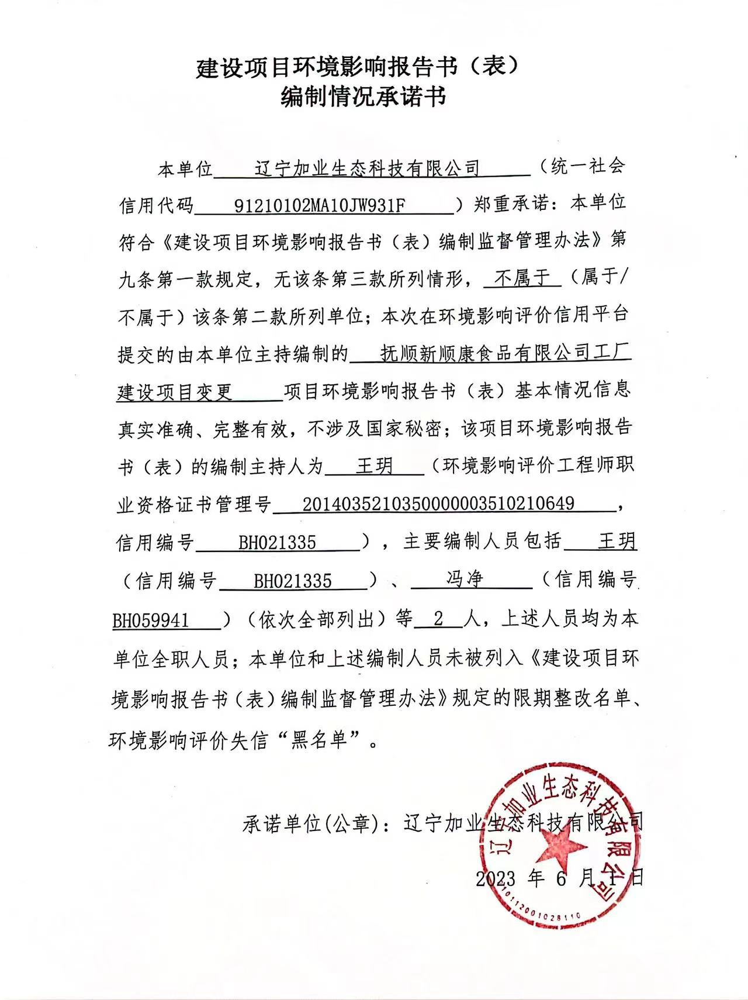 建设项目环境影响报告书（表）
编制情况承诺书
本单位 辽宁加业生态科技有限公司 （统一社会
信用代码 91210102MA10JW931F ）郑重承诺：本单位
符合《建设项目环境影响报告书（表）编制监督管理办法》第
九条第一款规定，无该条第三款所列情形， 不属于 （属于/
不属于）该条第二款所列单位；本次在环境影响评价信用平台
提交的由本单位主持编制的 抚顺新顺康食品有限公司工厂
建设项目变更 项目环境影响报告书（表）基本情况信息
真实准确、完整有效，不涉及国家秘密；该项目环境影响报告
书（表）的编制主持人为 王玥 （环境影响评价工程师职
业资格证书管理号 2014035210350000003510210649 ，
信用编号 BH021335 ），主要编制人员包括 王玥
（信用编号 BH021335 ）、 冯净 （信用编号
BH059941 ）（依次全部列出）等 2 人，上述人员均为本
单位全职人员；本单位和上述编制人员未被列入《建设项目环
境影响报告书（表）编制监督管理办法》规定的限期整改名单、
环境影响评价失信“黑名单”。
承诺单位(公章)：辽宁加业生态科技有限公司
2023 年 6 月 1 日
辽宁加业生态科技有限公司